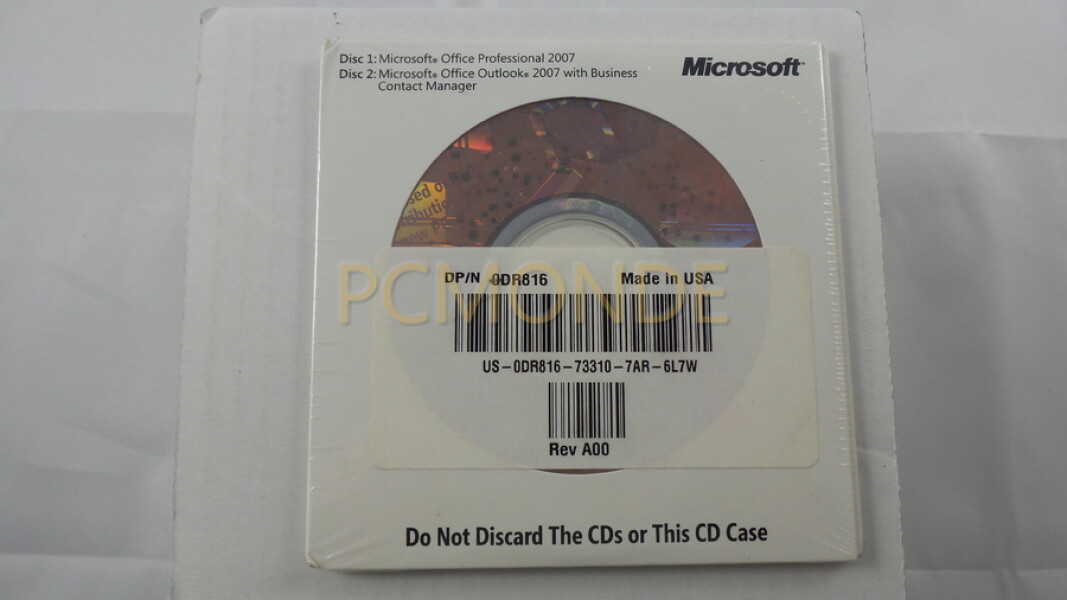 Disc 1: Microsoft® Office Professional 2007
Disc 2: Microsoft® Office Outlook® 2007 with Business
Contact Manager
Microsoft®
DP/N 0DR816 Made in USA
PCMONDE
US-0DR816-73310-7AR-6L7W
Rev A00
Do Not Discard The CDs or This CD Case